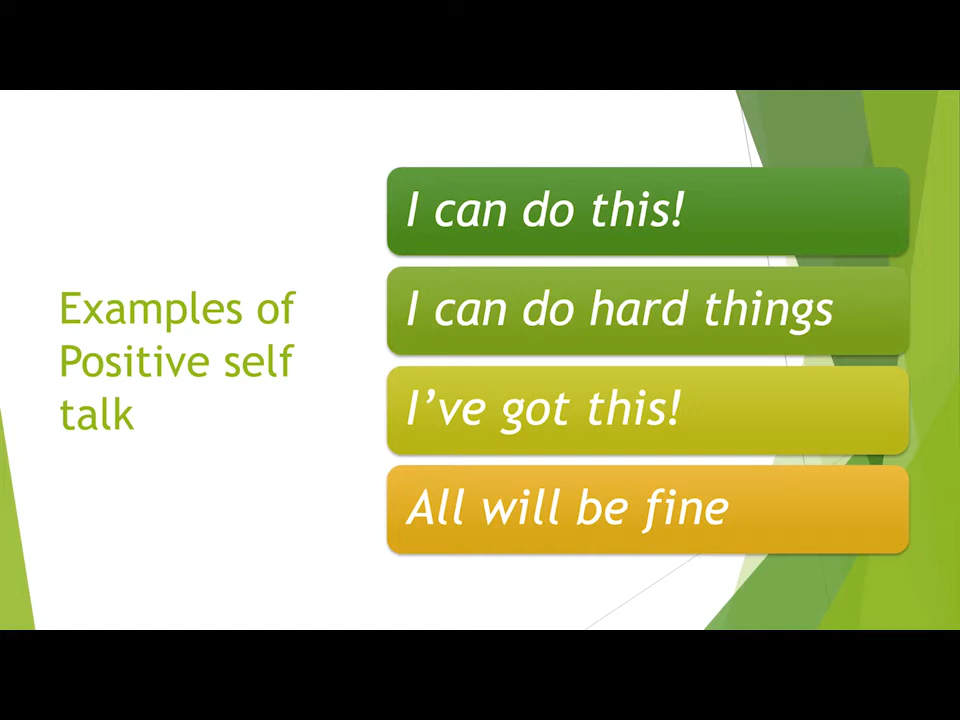 Examples of
Positive self
talk
I can do this!
I can do hard things
I’ve got this!
All will be fine